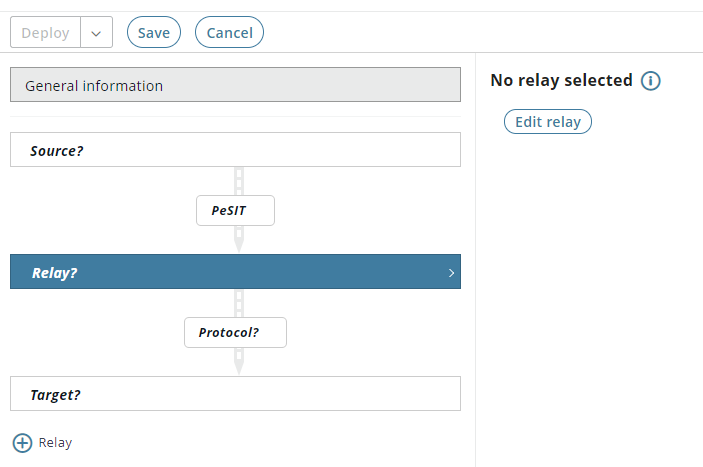 Deploy Save Cancel
General information
No relay selected
Edit relay
Source?
PeSIT
Relay?
Protocol?
Target?
Relay